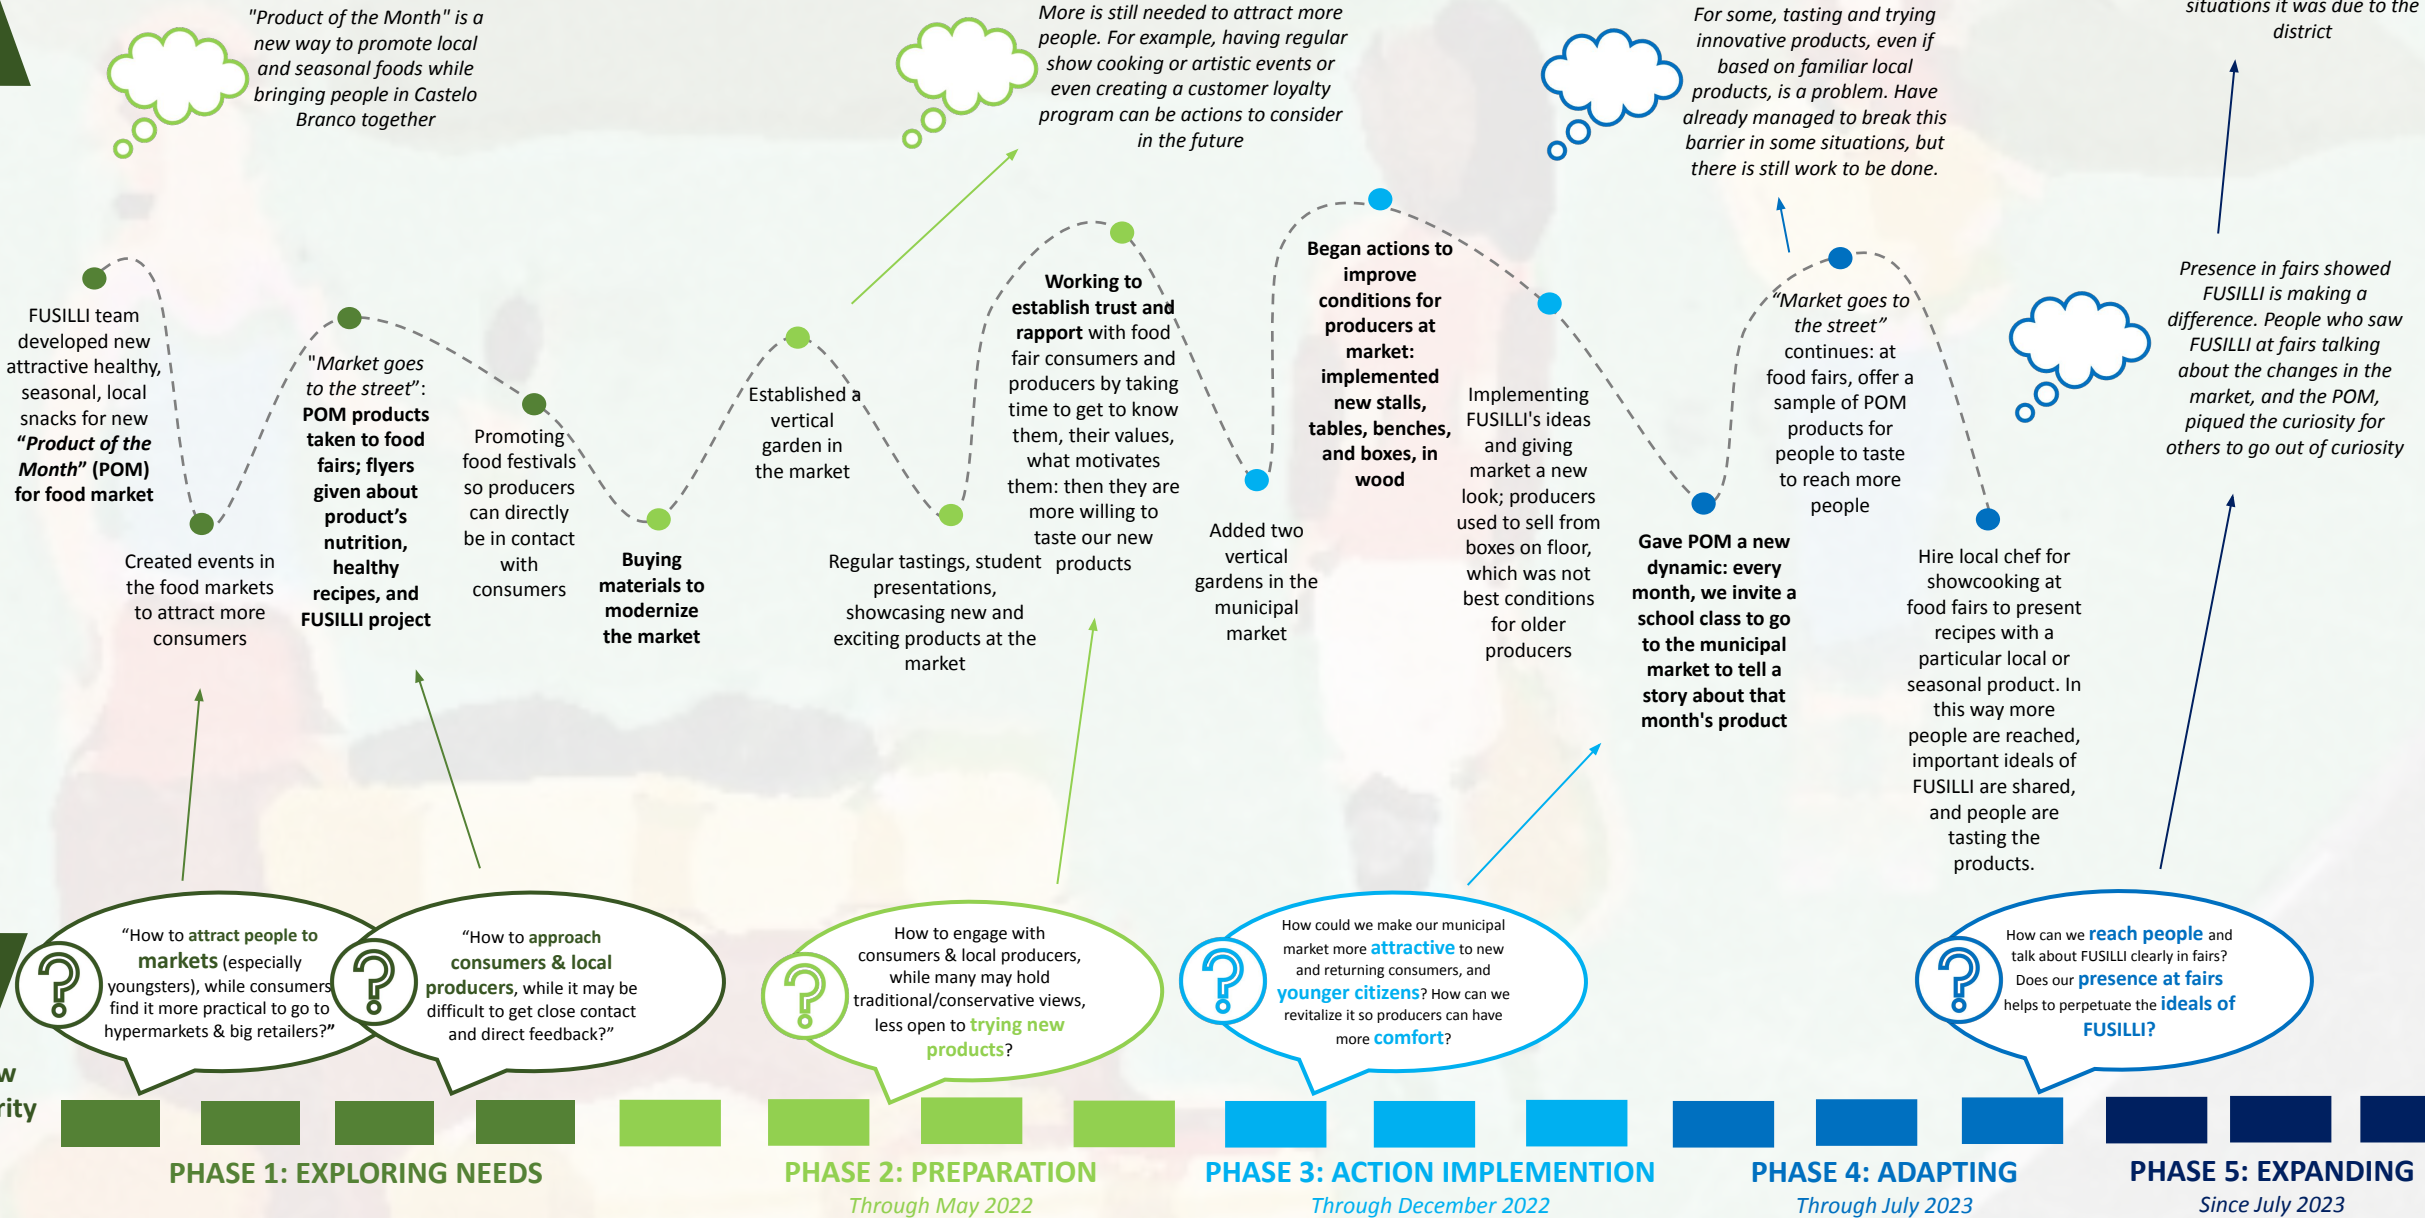 "Product of the Month" is a
new way to promote local
and seasonal foods while
bringing people in Castelo
Branco together
More is still needed to attract more
people. For example, having regular
show cooking or artistic events or
even creating a customer loyalty
program can be actions to consider
in the future
For some, tasting and trying
innovative products, even if
based on familiar local
products, is a problem. Have
already managed to break this
barrier in some situations, but
there is still work to be done.
situations it was due to the
district
FUSILLI team
developed new
attractive healthy,
seasonal, local
snacks for new
“Product of the
Month” (POM)
for food market
Created events in
the food markets
to attract more
consumers
"Market goes
to the street”:
POM products
taken to food
fairs; flyers
given about
product’s
nutrition,
healthy
recipes, and
FUSILLI project
Promoting
food festivals
so producers
can directly
be in contact
with
consumers
Buying
materials to
modernize
the market
Established a
vertical
garden in
the market
Regular tastings, student
presentations,
showcasing new and
exciting products at the
market
Working to
establish trust and
rapport with food
fair consumers and
producers by taking
time to get to know
them, their values,
what motivates
them: then they are
more willing to
taste our new
products
Added two
vertical
gardens in the
municipal
market
Began actions to
improve
conditions for
producers at
market:
implemented
new stalls,
tables, benches,
and boxes, in
wood
Implementing
FUSILLI's ideas
and giving
market a new
look; producers
used to sell from
boxes on floor,
which was not
best conditions
for older
producers
Gave POM a new
dynamic: every
month, we invite a
school class to go
to the municipal
market to tell a
story about that
month's product
“Market goes to
the street”
continues: at
food fairs, offer a
sample of POM
products for
people to taste
to reach more
people
Hire local chef for
showcooking at
food fairs to present
recipes with a
particular local or
seasonal product. In
this way more
people are reached,
important ideals of
FUSILLI are shared,
and people are
tasting the
products.
Presence in fairs showed
FUSILLI is making a
difference. People who saw
FUSILLI at fairs talking
about the changes in the
market, and the POM,
piqued the curiosity for
others to go out of curiosity
“How to attract people to
markets (especially
youngsters), while consumers
find it more practical to go to
hypermarkets & big retailers?”
“How to approach
consumers & local
producers, while it may be
difficult to get close contact
and direct feedback?”
How to engage with
consumers & local producers,
while many may hold
traditional/conservative views,
less open to trying new
products?
How could we make our municipal
market more attractive to new
and returning consumers, and
younger citizens? How can we
revitalize it so producers can have
more comfort?
How can we reach people and
talk about FUSILLI clearly in fairs?
Does our presence at fairs
helps to perpetuate the ideals of
FUSILLI?
PHASE 1: EXPLORING NEEDS
PHASE 2: PREPARATION
Through May 2022
PHASE 3: ACTION IMPLEMENTION
Through December 2022
PHASE 4: ADAPTING
Through July 2023
PHASE 5: EXPANDING
Since July 2023